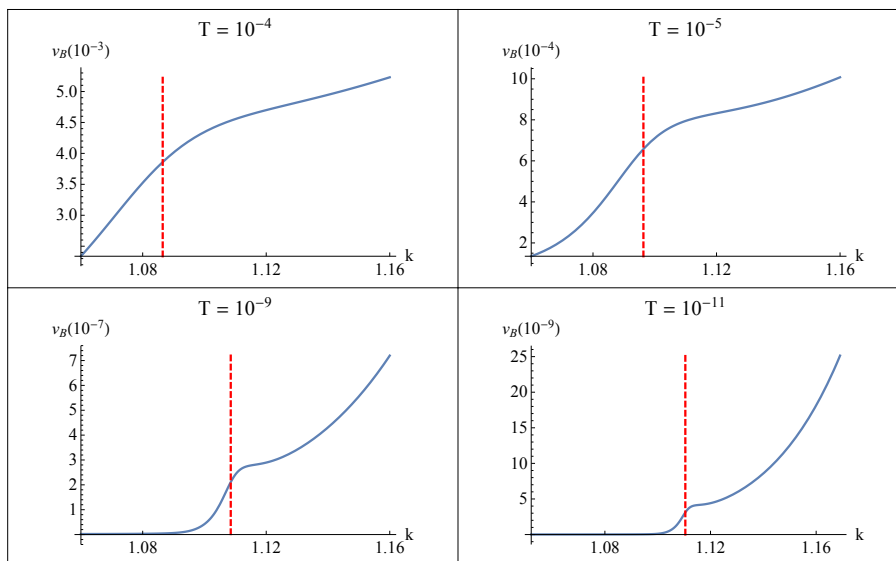 T = 10⁻⁴
v_B(10⁻³)
5.0
4.5
4.0
3.5
3.0
1.08
1.12
1.16
k
T = 10⁻⁵
v_B(10⁻⁴)
10
8
6
4
2
1.08
1.12
1.16
k
T = 10⁻⁹
v_B(10⁻⁷)
7
6
5
4
3
2
1
1.08
1.12
1.16
k
T = 10⁻¹¹
v_B(10⁻⁹)
25
20
15
10
5
1.08
1.12
1.16
k